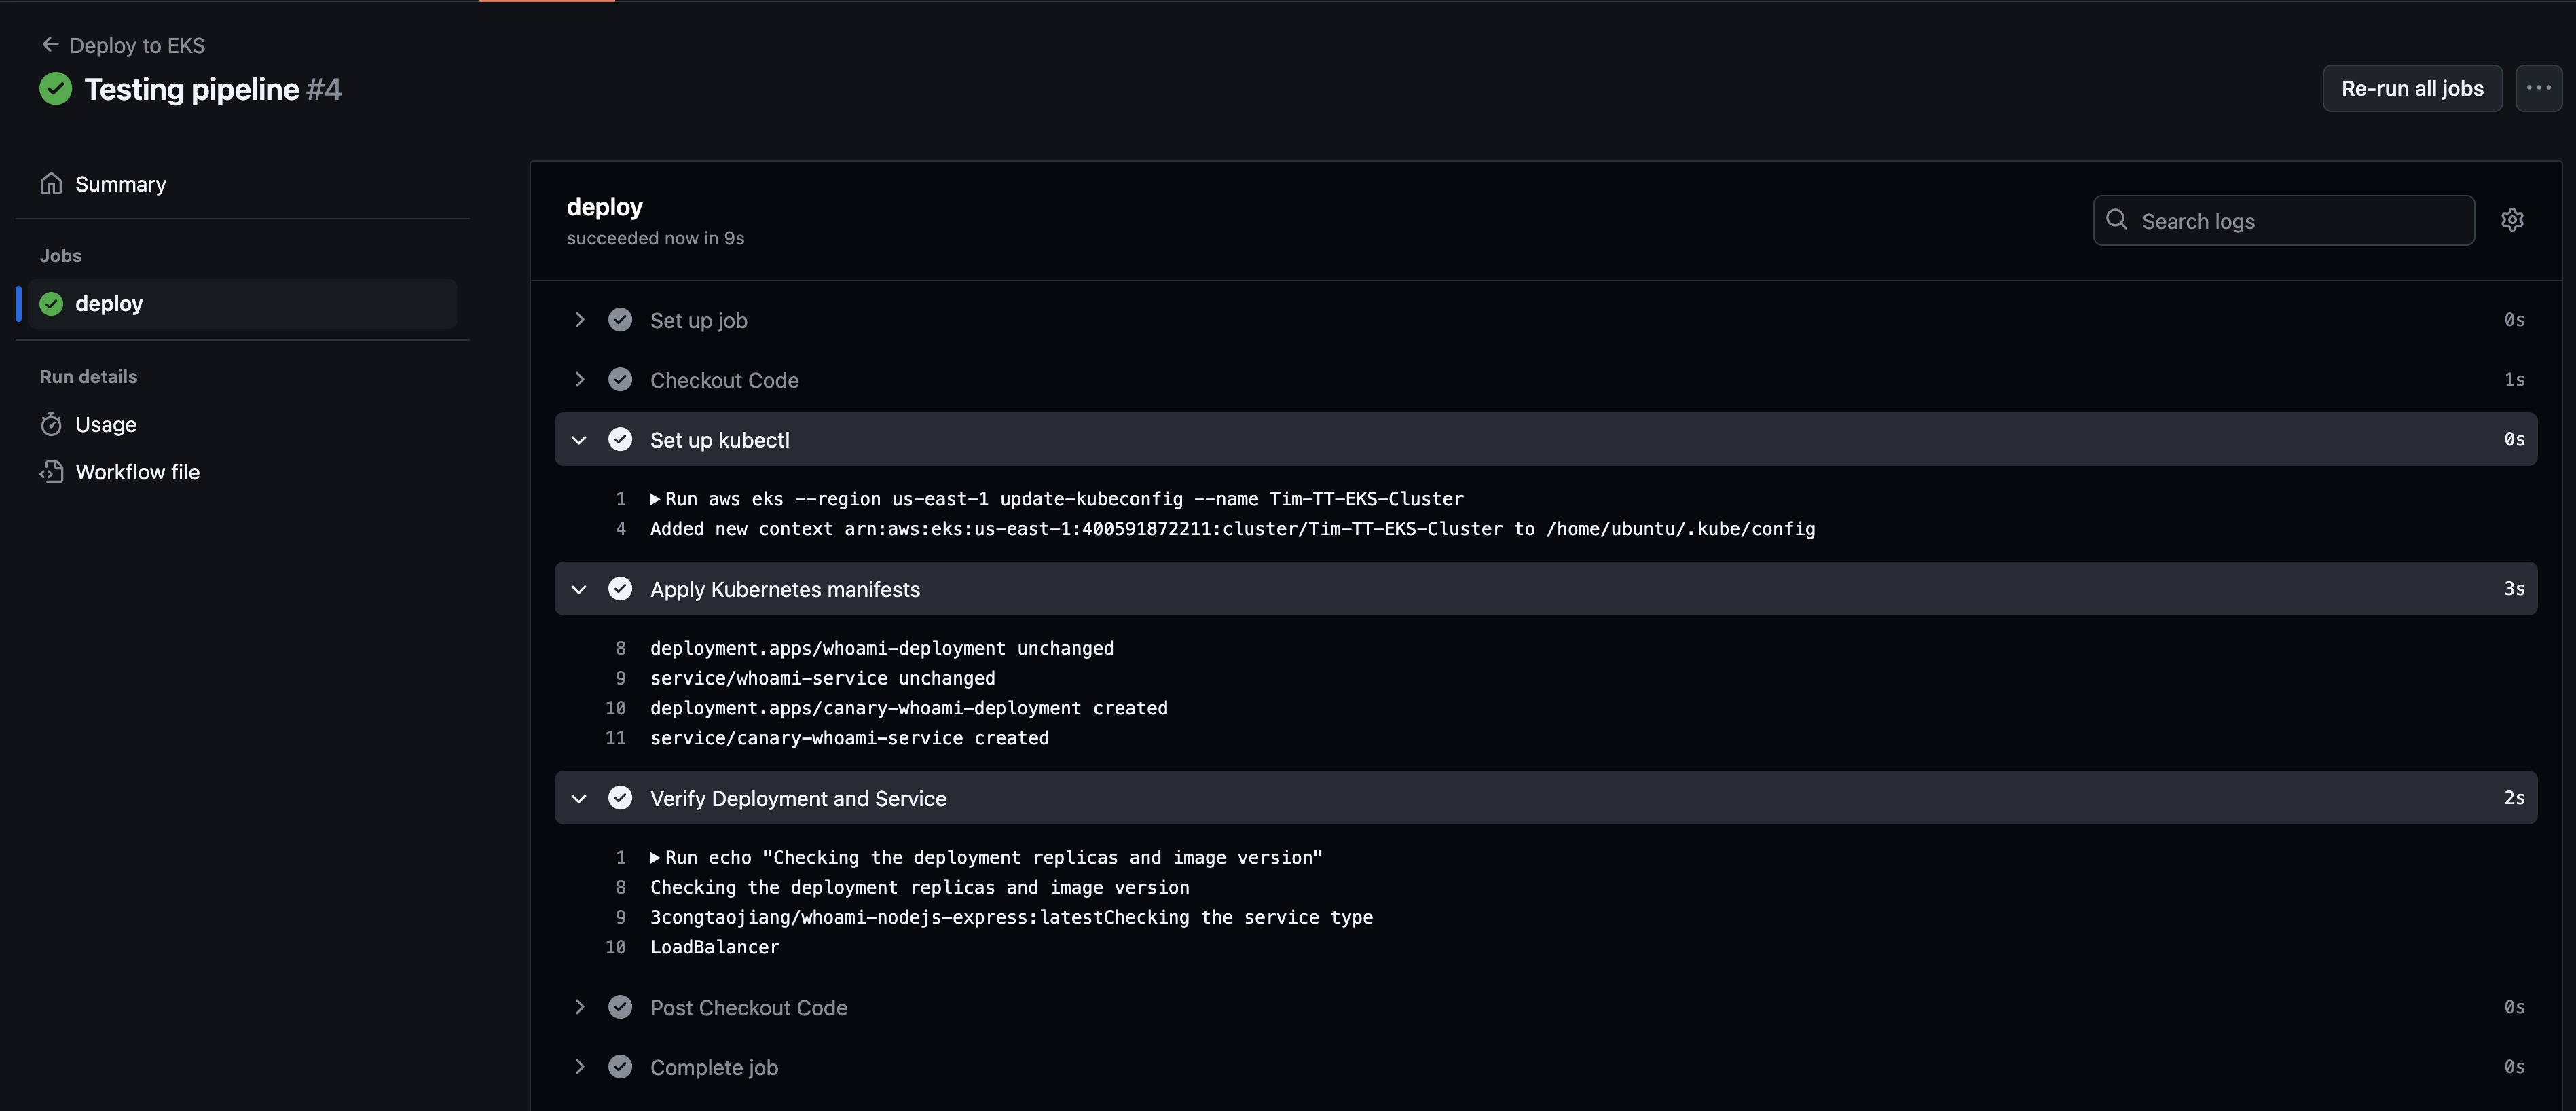 Deploy to EKS
Testing pipeline #4
Re-run all jobs
Summary
Jobs
deploy
Run details
Usage
Workflow file
deploy
succeeded now in 9s
Search logs
Set up job 0s
Checkout Code 1s
Set up kubectl 0s
1 Run aws eks --region us-east-1 update-kubeconfig --name Tim-TT-EKS-Cluster
4 Added new context arn:aws:eks:us-east-1:400591872211:cluster/Tim-TT-EKS-Cluster to /home/ubuntu/.kube/config
Apply Kubernetes manifests 3s
8 deployment.apps/whoami-deployment unchanged
9 service/whoami-service unchanged
10 deployment.apps/canary-whoami-deployment created
11 service/canary-whoami-service created
Verify Deployment and Service 2s
1 Run echo "Checking the deployment replicas and image version"
8 Checking the deployment replicas and image version
9 3congtaojiang/whoami-nodejs-express:latestChecking the service type
10 LoadBalancer
Post Checkout Code 0s
Complete job 0s